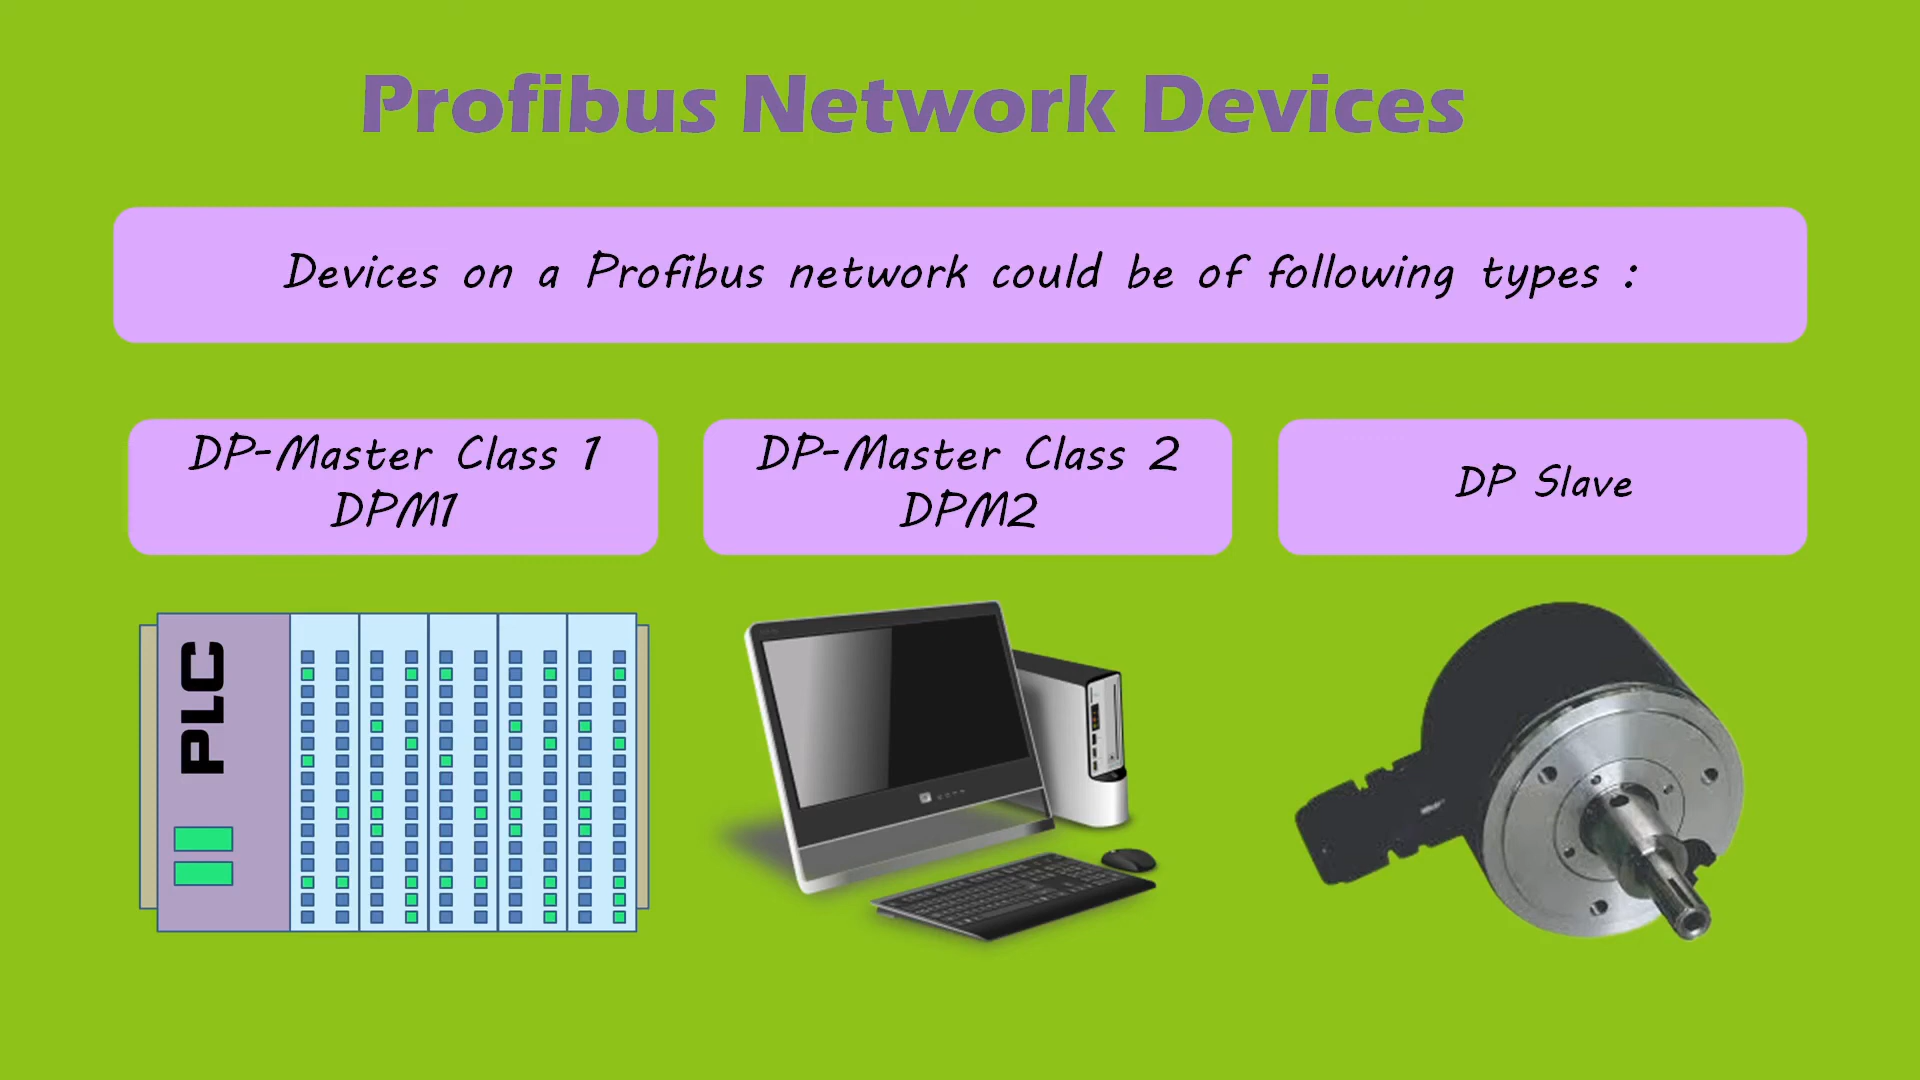 Profibus Network Devices
Devices on a Profibus network could be of following types :
DP-Master Class 1
DPM1
DP-Master Class 2
DPM2
DP Slave
PLC